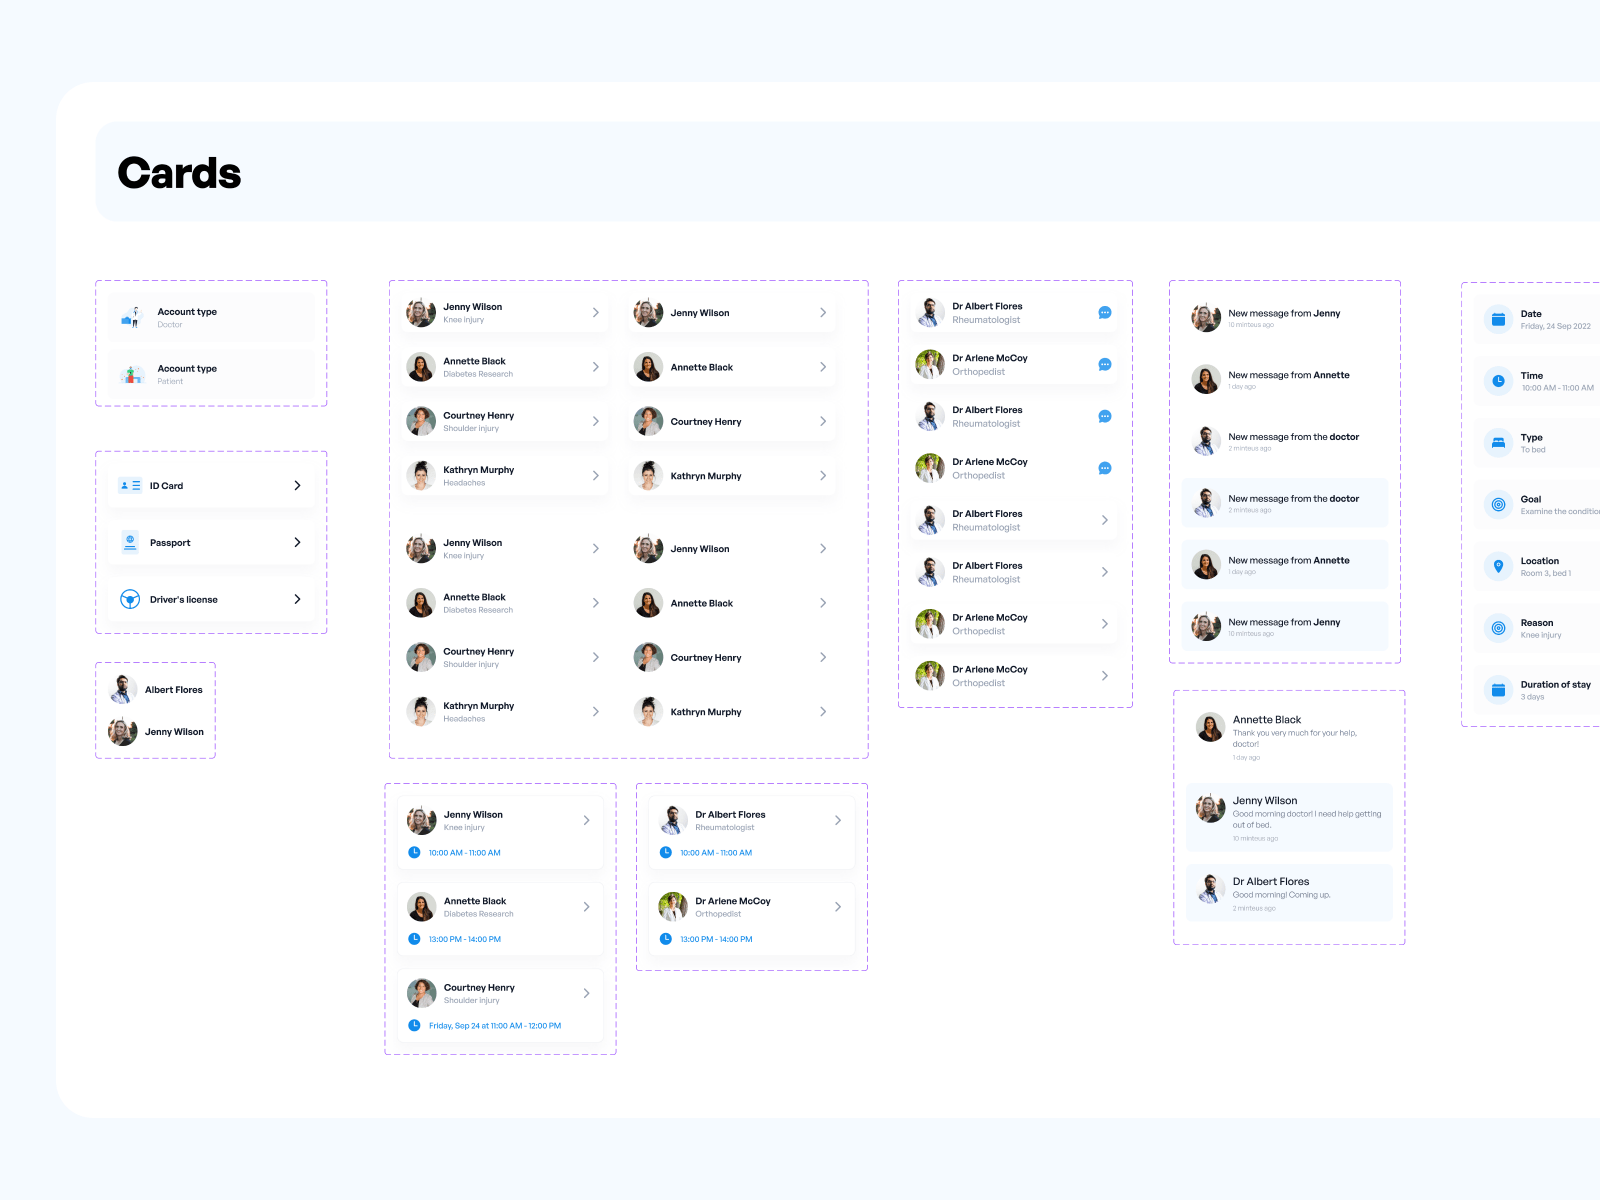 Cards
Account type
Doctor
Account type
Patient
ID Card
Passport
Driver's license
Albert Flores
Jenny Wilson
Jenny Wilson
Knee injury
Annette Black
Diabetes Research
Courtney Henry
Shoulder injury
Kathryn Murphy
Headaches
Jenny Wilson
Knee injury
Annette Black
Diabetes Research
Courtney Henry
Shoulder injury
Kathryn Murphy
Headaches
Jenny Wilson
Annette Black
Courtney Henry
Kathryn Murphy
Jenny Wilson
Annette Black
Courtney Henry
Kathryn Murphy
Jenny Wilson
Knee injury
10:00 AM - 11:00 AM
Annette Black
Diabetes Research
13:00 PM - 14:00 PM
Courtney Henry
Shoulder injury
Friday, Sep 24 at 11:00 AM - 12:00 PM
Dr Albert Flores
Rheumatologist
10:00 AM - 11:00 AM
Dr Arlene McCoy
Orthopedist
13:00 PM - 14:00 PM
Dr Albert Flores
Rheumatologist
Dr Arlene McCoy
Orthopedist
Dr Albert Flores
Rheumatologist
Dr Arlene McCoy
Orthopedist
Dr Albert Flores
Rheumatologist
Dr Albert Flores
Rheumatologist
Dr Arlene McCoy
Orthopedist
Dr Arlene McCoy
Orthopedist
New message from Jenny
10 minteus ago
New message from Annette
1 day ago
New message from the doctor
2 minteus ago
New message from the doctor
2 minteus ago
New message from Annette
1 day ago
New message from Jenny
10 minteus ago
Annette Black
Thank you very much for your help,
doctor!
1 day ago
Jenny Wilson
Good morning doctor! I need help getting
out of bed.
10 minteus ago
Dr Albert Flores
Good morning! Coming up.
2 minteus ago
Date
Friday, 24 Sep 2022
Time
10:00 AM - 11:00 AM
Type
To bed
Goal
Examine the conditio
Location
Room 3, bed 1
Reason
Knee Injury
Duration of stay
3 days